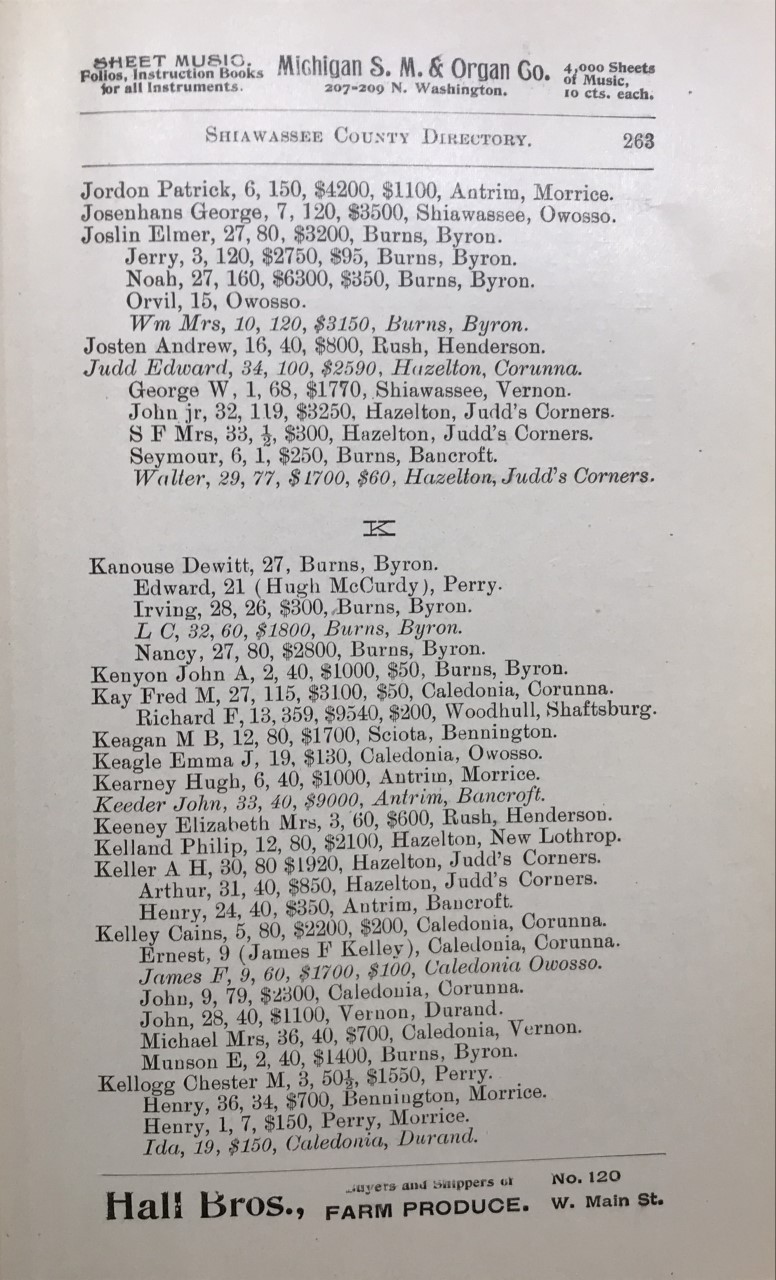 SHEET MUSIC.
Folios, Instruction Books
for all Instruments.
Michigan S. M. & Organ Co.
207-209 N. Washington.
4,000 Sheets
of Music,
10 cts. each.
SHIAWASSEE COUNTY DIRECTORY. 263
Jordon Patrick, 6, 150, $4200, $1100, Antrim, Morrice.
Josenhans George, 7, 120, $3500, Shiawassee, Owosso.
Joslin Elmer, 27, 80, $3200, Burns, Byron.
Jerry, 3, 120, $2750, $95, Burns, Byron.
Noah, 27, 160, $6300, $350, Burns, Byron.
Orvil, 15, Owosso.
Wm Mrs, 10, 120, $3150, Burns, Byron.
Josten Andrew, 16, 40, $800, Rush, Henderson.
Judd Edward, 34, 100, $2590, Hazelton, Corunna.
George W, 1, 68, $1770, Shiawassee, Vernon.
John jr, 32, 119, $3250, Hazelton, Judd's Corners.
S F Mrs, 33, ½, $300, Hazelton, Judd's Corners.
Seymour, 6, 1, $250, Burns, Bancroft.
Walter, 29, 77, $1700, $60, Hazelton, Judd's Corners.
K
Kanouse Dewitt, 27, Burns, Byron.
Edward, 21 (Hugh McCurdy), Perry.
Irving, 28, 26, $300, Burns, Byron.
L C, 32, 60, $1800, Burns, Byron.
Nancy, 27, 80, $2800, Burns, Byron.
Kenyon John A, 2, 40, $1000, $50, Burns, Byron.
Kay Fred M, 27, 115, $3100, $50, Caledonia, Corunna.
Richard F, 13, 359, $9540, $200, Woodhull, Shaftsburg.
Keagan M B, 12, 80, $1700, Sciota, Bennington.
Keagle Emma J, 19, $130, Caledonia, Owosso.
Kearney Hugh, 6, 40, $1000, Antrim, Morrice.
Keeder John, 33, 40, $9000, Antrim, Bancroft.
Keeney Elizabeth Mrs, 3, 60, $600, Rush, Henderson.
Kelland Philip, 12, 80, $2100, Hazelton, New Lothrop.
Keller A H, 30, 80 $1920, Hazelton, Judd's Corners.
Arthur, 31, 40, $850, Hazelton, Judd's Corners.
Henry, 24, 40, $350, Antrim, Bancroft.
Kelley Cains, 5, 80, $2200, $200, Caledonia, Corunna.
Ernest, 9 (James F Kelley), Caledonia, Corunna.
James F, 9, 60, $1700, $100, Caledonia Owosso.
John, 9, 79, $2300, Caledonia, Corunna.
John, 28, 40, $1100, Vernon, Durand.
Michael Mrs, 36, 40, $700, Caledonia, Vernon.
Munson E, 2, 40, $1400, Burns, Byron.
Kellogg Chester M, 3, 50½, $1550, Perry.
Henry, 36, 34, $700, Bennington, Morrice.
Henry, 1, 7, $150, Perry, Morrice.
Ida, 19, $150, Caledonia, Durand.
Hall Bros.,
Buyers and Shippers of
FARM PRODUCE.
No. 120
W. Main St.